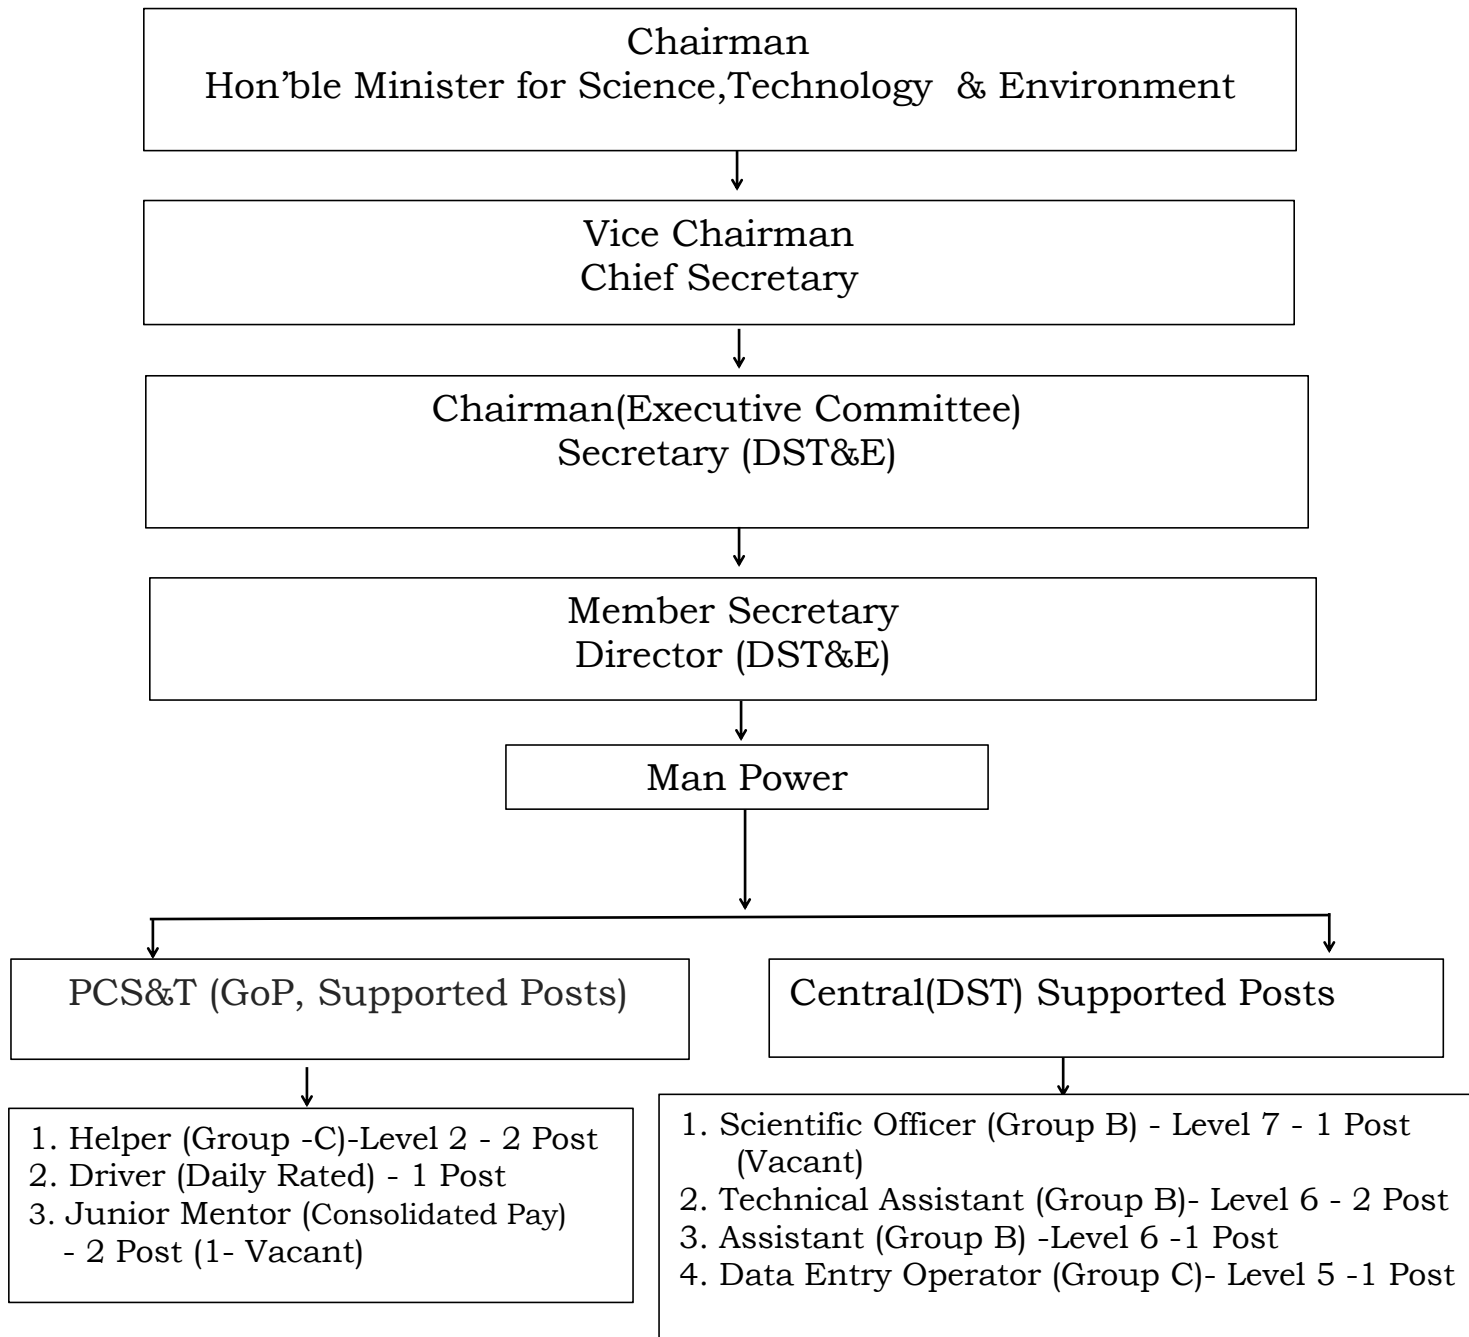 Chairman
Hon’ble Minister for Science,Technology & Environment
Vice Chairman
Chief Secretary
Chairman(Executive Committee)
Secretary (DST&E)
Member Secretary
Director (DST&E)
Man Power
PCS&T (GoP, Supported Posts)
Central(DST) Supported Posts
1. Helper (Group -C)-Level 2 - 2 Post
2. Driver (Daily Rated) - 1 Post
3. Junior Mentor (Consolidated Pay)
- 2 Post (1- Vacant)
1. Scientific Officer (Group B) - Level 7 - 1 Post
(Vacant)
2. Technical Assistant (Group B)- Level 6 - 2 Post
3. Assistant (Group B) -Level 6 -1 Post
4. Data Entry Operator (Group C)- Level 5 -1 Post